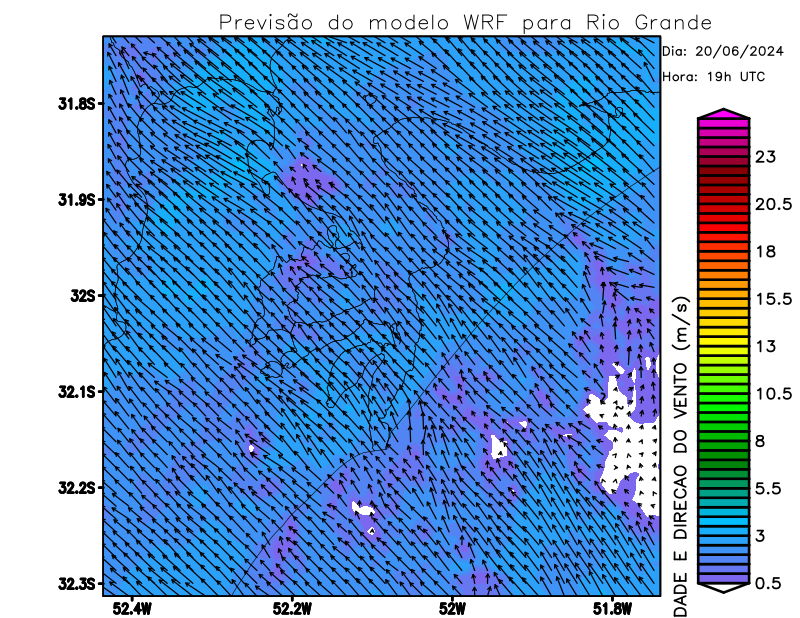 Previsão do modelo WRF para Rio Grande
Dia: 20/06/2024
Hora: 19h UTC
31.8S
31.9S
32S
32.1S
32.2S
32.3S
52.4W
52.2W
52W
51.8W
DADE E DIRECAO DO VENTO (m/s)
23
20.5
18
15.5
13
10.5
8
5.5
3
0.5